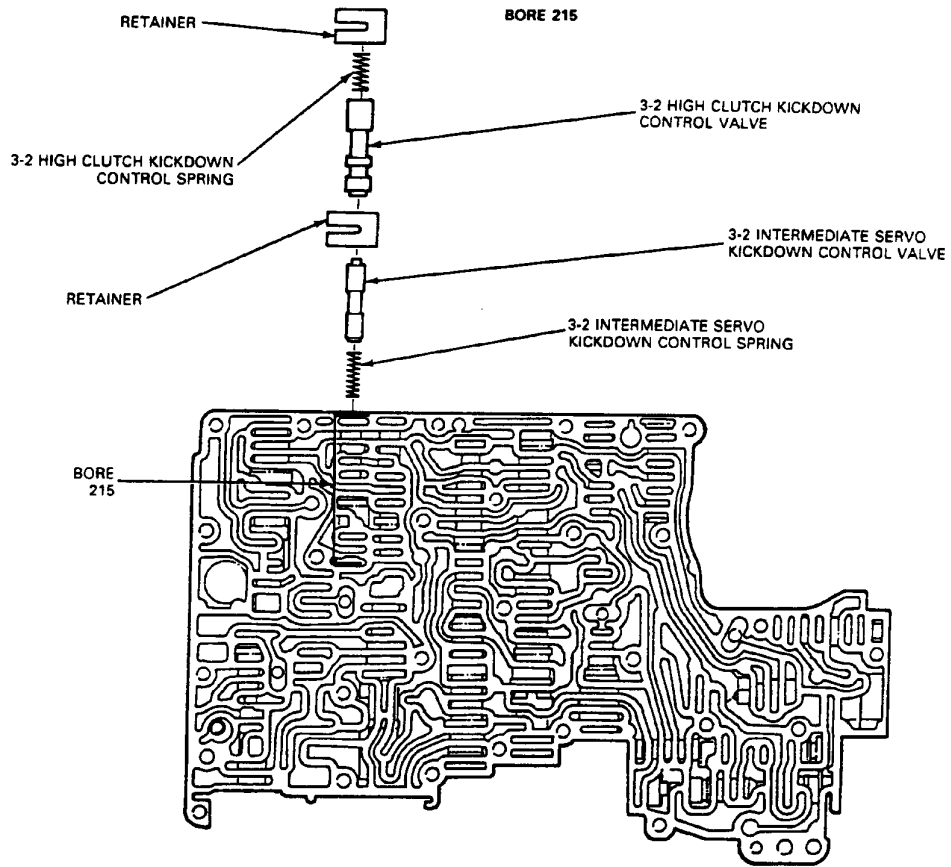 BORE 215
RETAINER
3-2 HIGH CLUTCH KICKDOWN
CONTROL VALVE
3-2 HIGH CLUTCH KICKDOWN
CONTROL SPRING
3-2 INTERMEDIATE SERVO
KICKDOWN CONTROL VALVE
RETAINER
3-2 INTERMEDIATE SERVO
KICKDOWN CONTROL SPRING
BORE
215